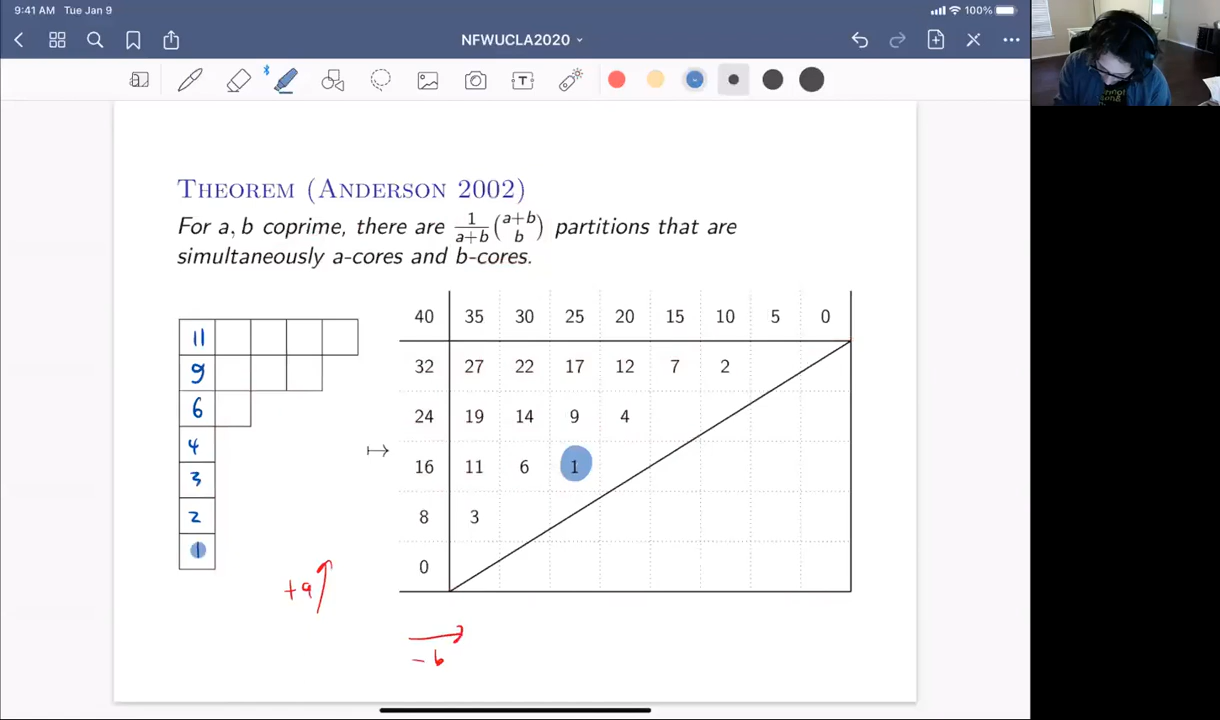 9:41 AM Tue Jan 9
100%
NFWUCLA2020
THEOREM (ANDERSON 2002)
For a, b coprime, there are 1/(a+b) (a+b b) partitions that are
simultaneously a-cores and b-cores.
40 35 30 25 20 15 10 5 0
11
32 27 22 17 12 7 2
9
24 19 14 9 4
6
4
↦ 16 11 6 1
3
8 3
2
1
0
+a
−b